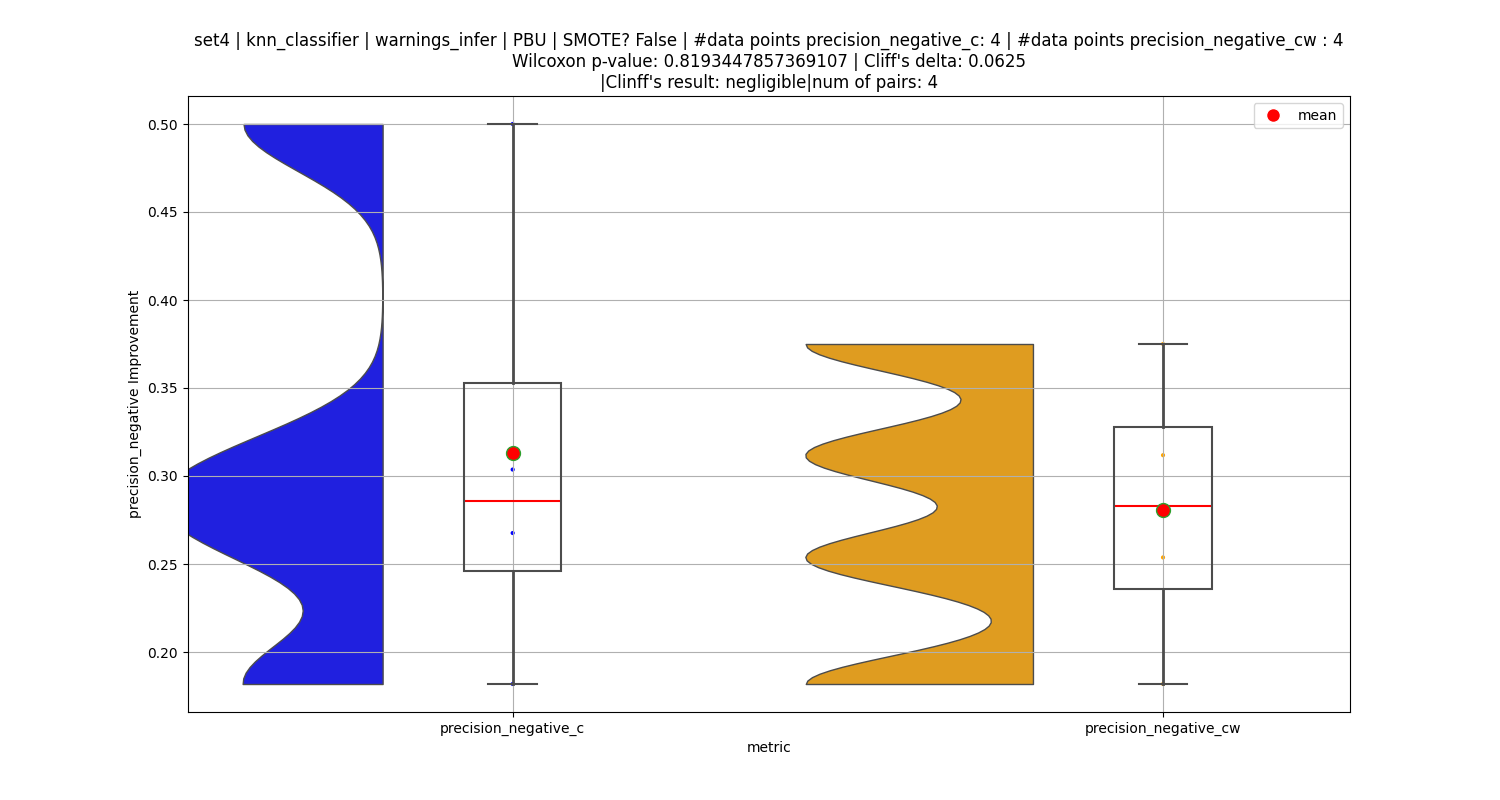 set4 | knn_classifier | warnings_infer | PBU | SMOTE? False | #data points precision_negative_c: 4 | #data points precision_negative_cw : 4
Wilcoxon p-value: 0.8193447857369107 | Cliff's delta: 0.0625
|Clinff's result: negligible|num of pairs: 4
mean
0.50
0.45
0.40
0.35
0.30
0.25
0.20
precision_negative Improvement
precision_negative_c
precision_negative_cw
metric